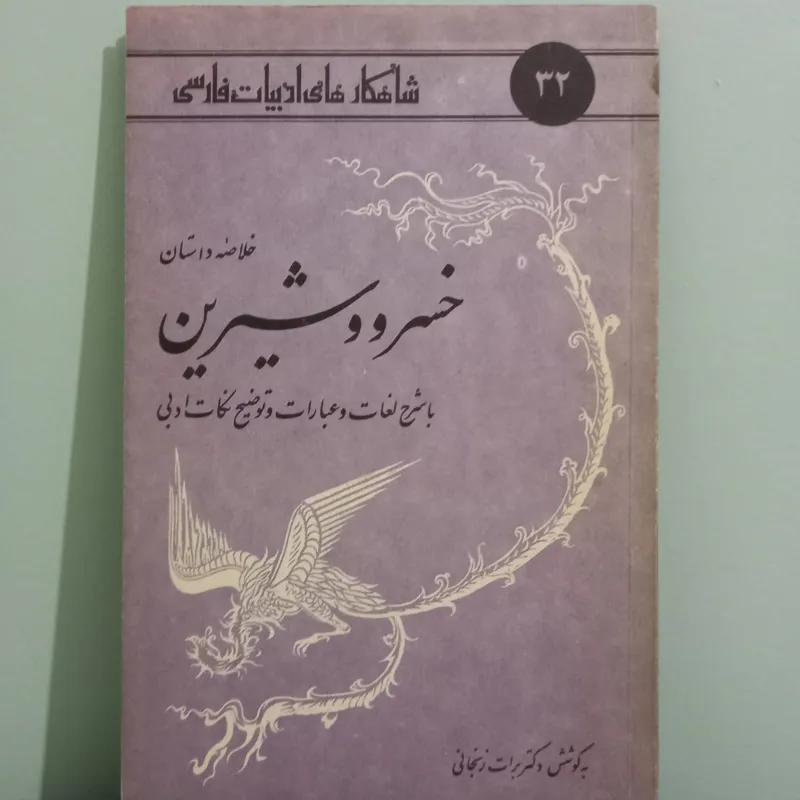 ۳۲
شاهکارهای ادبیات فارسی
خلاصه داستان
خسرو و شیرین
با شرح لغات و عبارات و توضیح نکات ادبی
به کوشش دکتر برات زنجانی